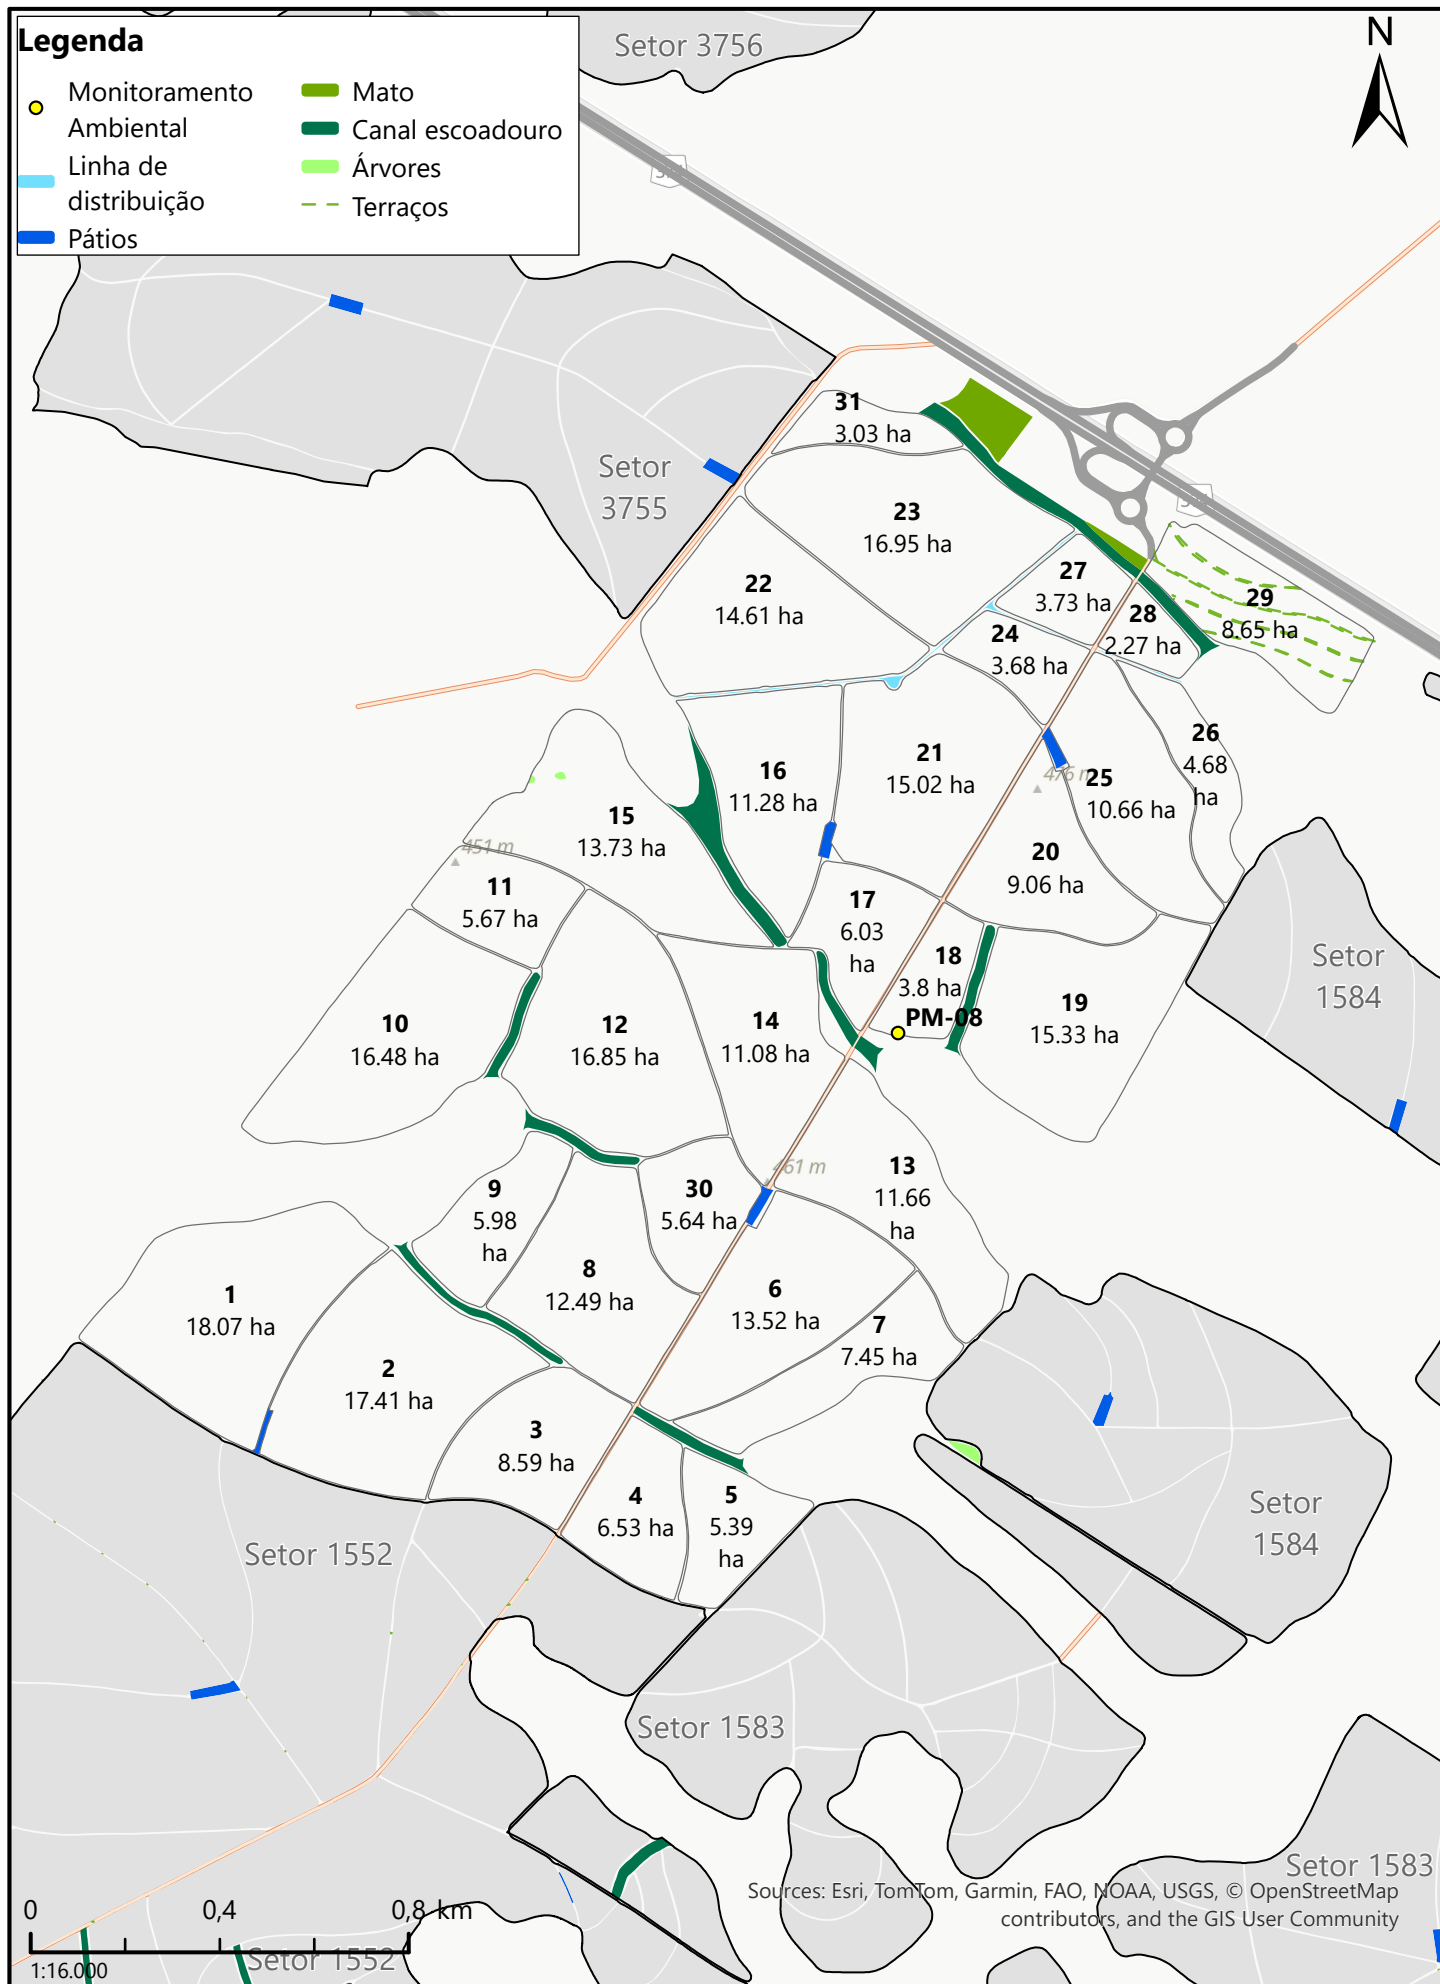 Legenda
Monitoramento
Ambiental
Linha de
distribuição
Pátios
Mato
Canal escoadouro
Árvores
Terraços
Setor 3756
N
Setor
3755
31
3.03 ha
23
16.95 ha
22
14.61 ha
27
3.73 ha
28
2.27 ha
29
8.65 ha
24
3.68 ha
26
4.68
ha
21
15.02 ha
476 m
25
10.66 ha
16
11.28 ha
15
13.73 ha
451 m
11
5.67 ha
20
9.06 ha
17
6.03
ha
18
3.8 ha
PM-08
19
15.33 ha
Setor
1584
10
16.48 ha
12
16.85 ha
14
11.08 ha
13
11.66
ha
461 m
9
5.98
ha
30
5.64 ha
8
12.49 ha
6
13.52 ha
7
7.45 ha
1
18.07 ha
2
17.41 ha
3
8.59 ha
4
6.53 ha
5
5.39
ha
Setor
1584
Setor 1552
Setor 1583
Setor 1583
Setor 1552
0 0,4 0,8 km
1:16.000
Sources: Esri, TomTom, Garmin, FAO, NOAA, USGS, © OpenStreetMap
contributors, and the GIS User Community